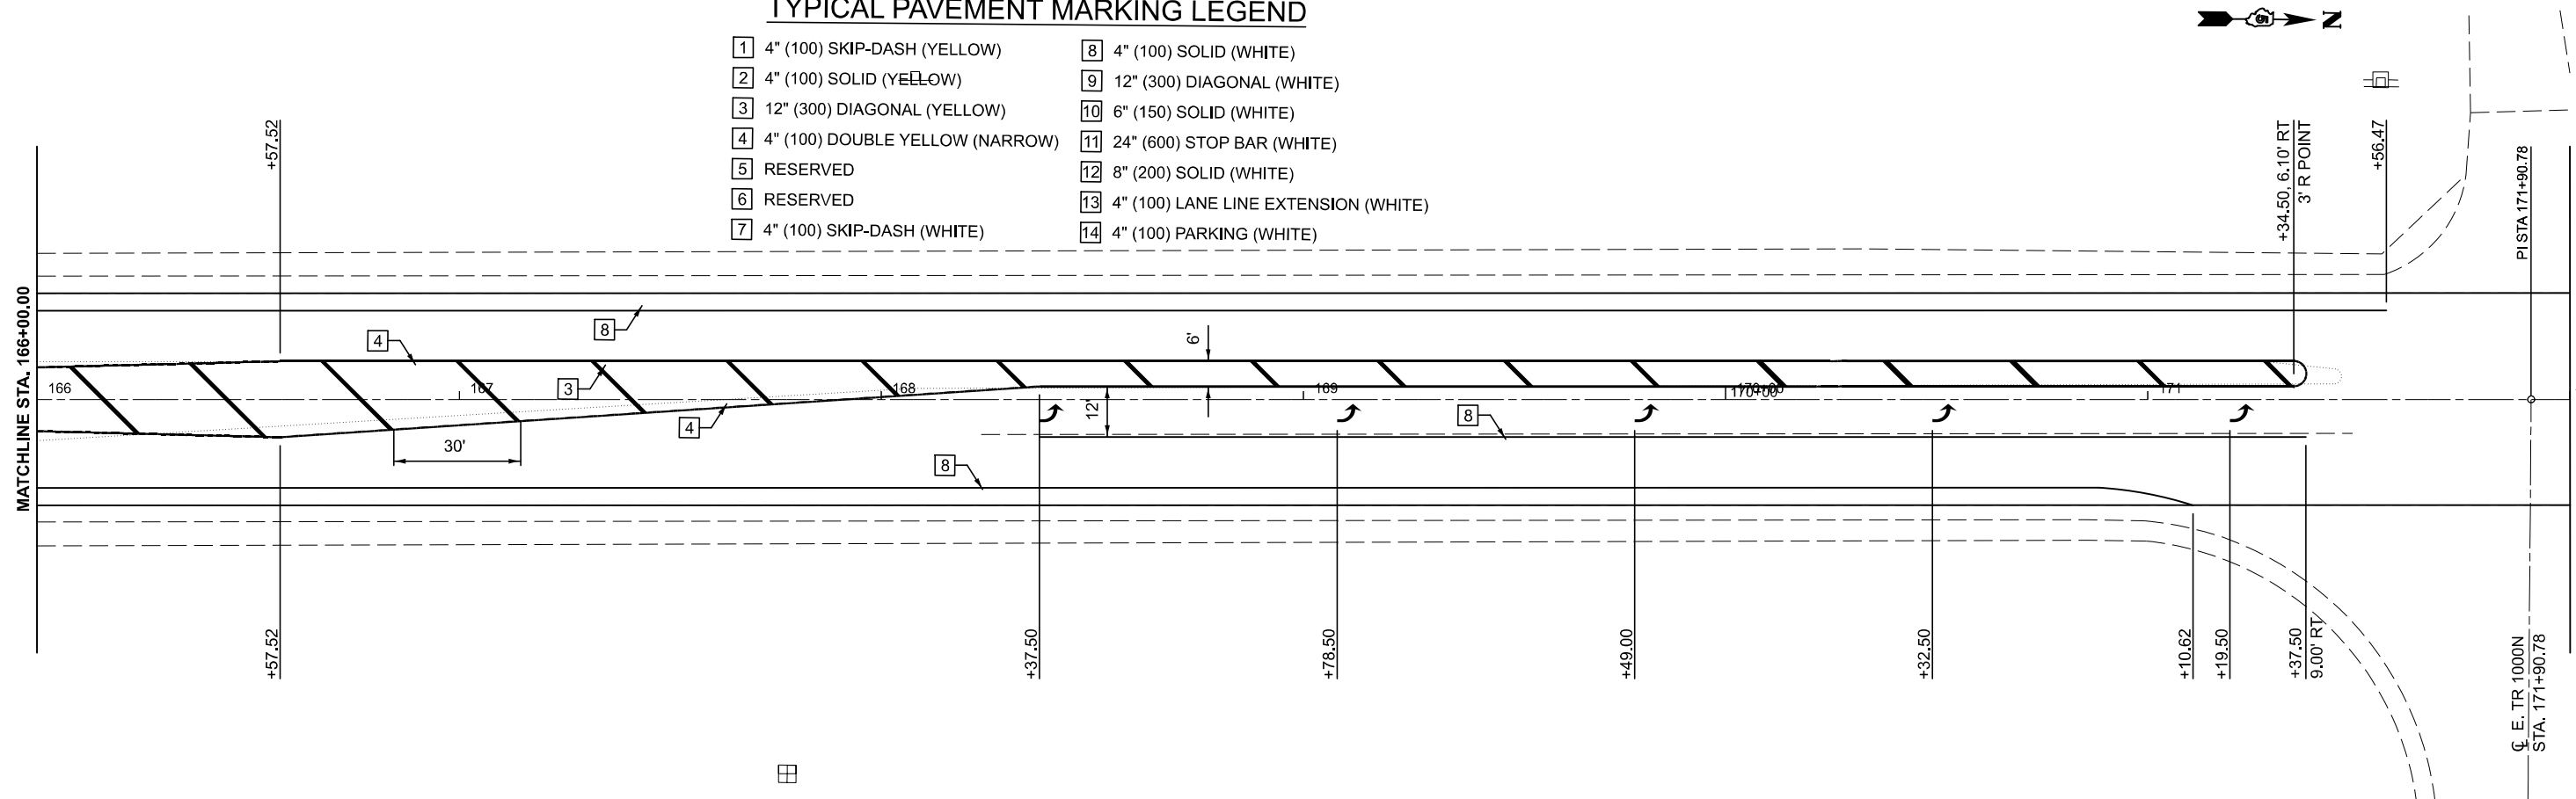 TYPICAL PAVEMENT MARKING LEGEND
1 4" (100) SKIP-DASH (YELLOW)
2 4" (100) SOLID (YELLOW)
3 12" (300) DIAGONAL (YELLOW)
4 4" (100) DOUBLE YELLOW (NARROW)
5 RESERVED
6 RESERVED
7 4" (100) SKIP-DASH (WHITE)
8 4" (100) SOLID (WHITE)
9 12" (300) DIAGONAL (WHITE)
10 6" (150) SOLID (WHITE)
11 24" (600) STOP BAR (WHITE)
12 8" (200) SOLID (WHITE)
13 4" (100) LANE LINE EXTENSION (WHITE)
14 4" (100) PARKING (WHITE)
N
MATCHLINE STA. 166+00.00
+57.52
+34.50, 6.10' RT
3' R POINT
+56.47
PI STA 171+90.78
8
4
6'
166
167
3
168
169
170+00
170+00
171
12'
4
8
30'
8
+57.52
+37.50
+78.50
+49.00
+32.50
+10.62
+19.50
+37.50
9.00' RT
℄ E. TR 1000N
STA. 171+90.78